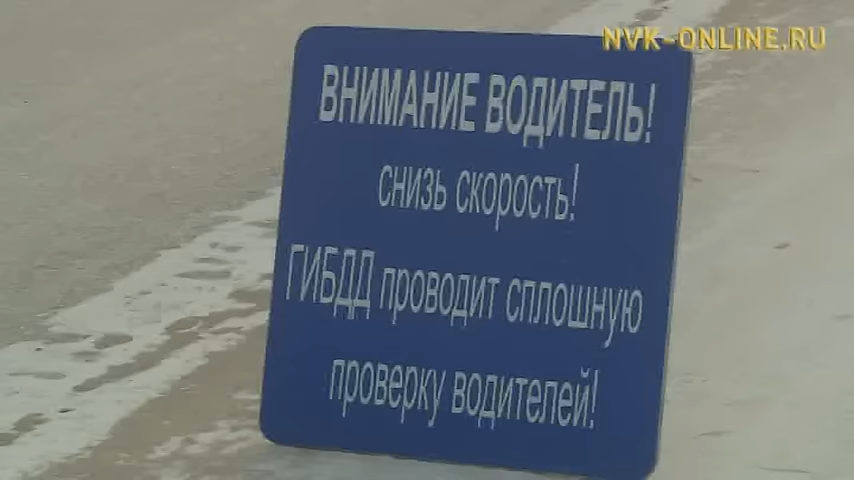 NVK-ONLINE.RU
ВНИМАНИЕ ВОДИТЕЛЬ!
СНИЗЬ СКОРОСТЬ!
ГИБДД проводит сплошную
проверку водителей!